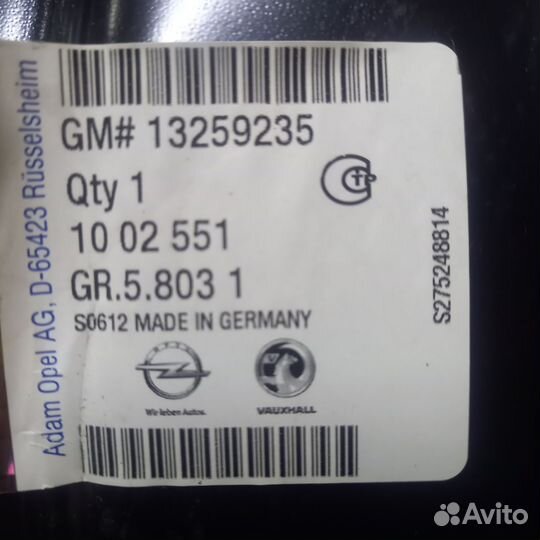 GM# 13259235
Qty 1
10 02 551
GR.5.803 1
S0612 MADE IN GERMANY
Wir leben Autos.
VAUXHALL
Adam Opel AG, D-65423 Rüsselsheim
S275248814
Avito